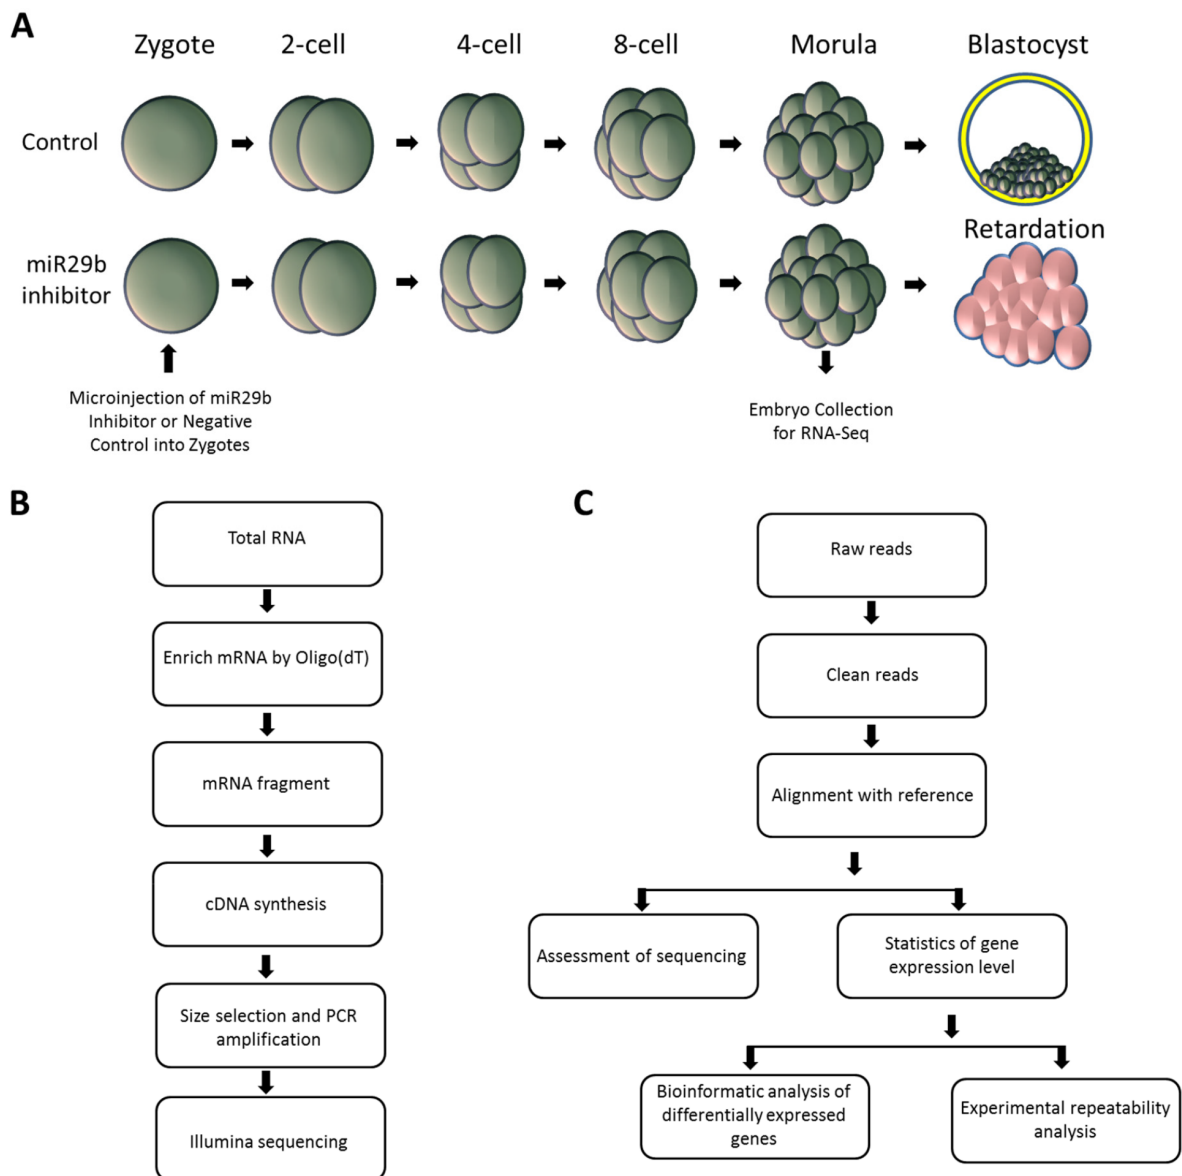 A
Zygote 2-cell 4-cell 8-cell Morula Blastocyst
Control
Retardation
miR29b
inhibitor
Microinjection of miR29b
Inhibitor or Negative
Control into Zygotes
Embryo Collection
for RNA-Seq
B
Total RNA
Enrich mRNA by Oligo(dT)
mRNA fragment
cDNA synthesis
Size selection and PCR
amplification
Illumina sequencing
C
Raw reads
Clean reads
Alignment with reference
Assessment of sequencing
Statistics of gene
expression level
Bioinformatic analysis of
differentially expressed
genes
Experimental repeatability
analysis